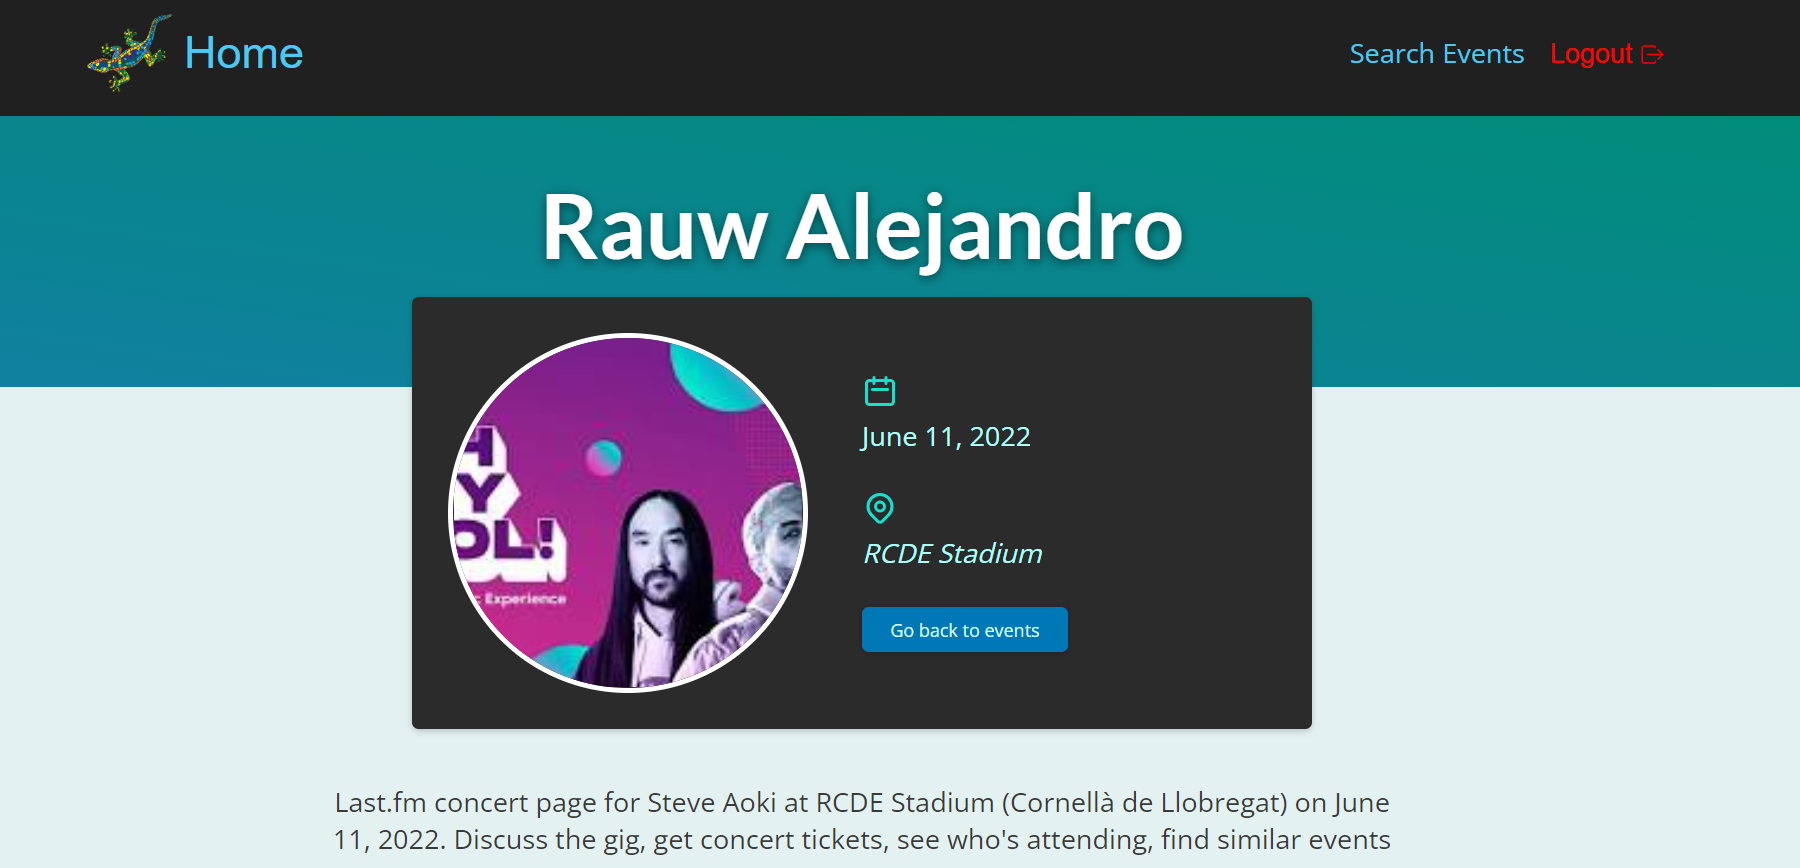 Home
Search Events
Logout
Rauw Alejandro
June 11, 2022
RCDE Stadium
Go back to events
Experience
Last.fm concert page for Steve Aoki at RCDE Stadium (Cornellà de Llobregat) on June
11, 2022. Discuss the gig, get concert tickets, see who's attending, find similar events